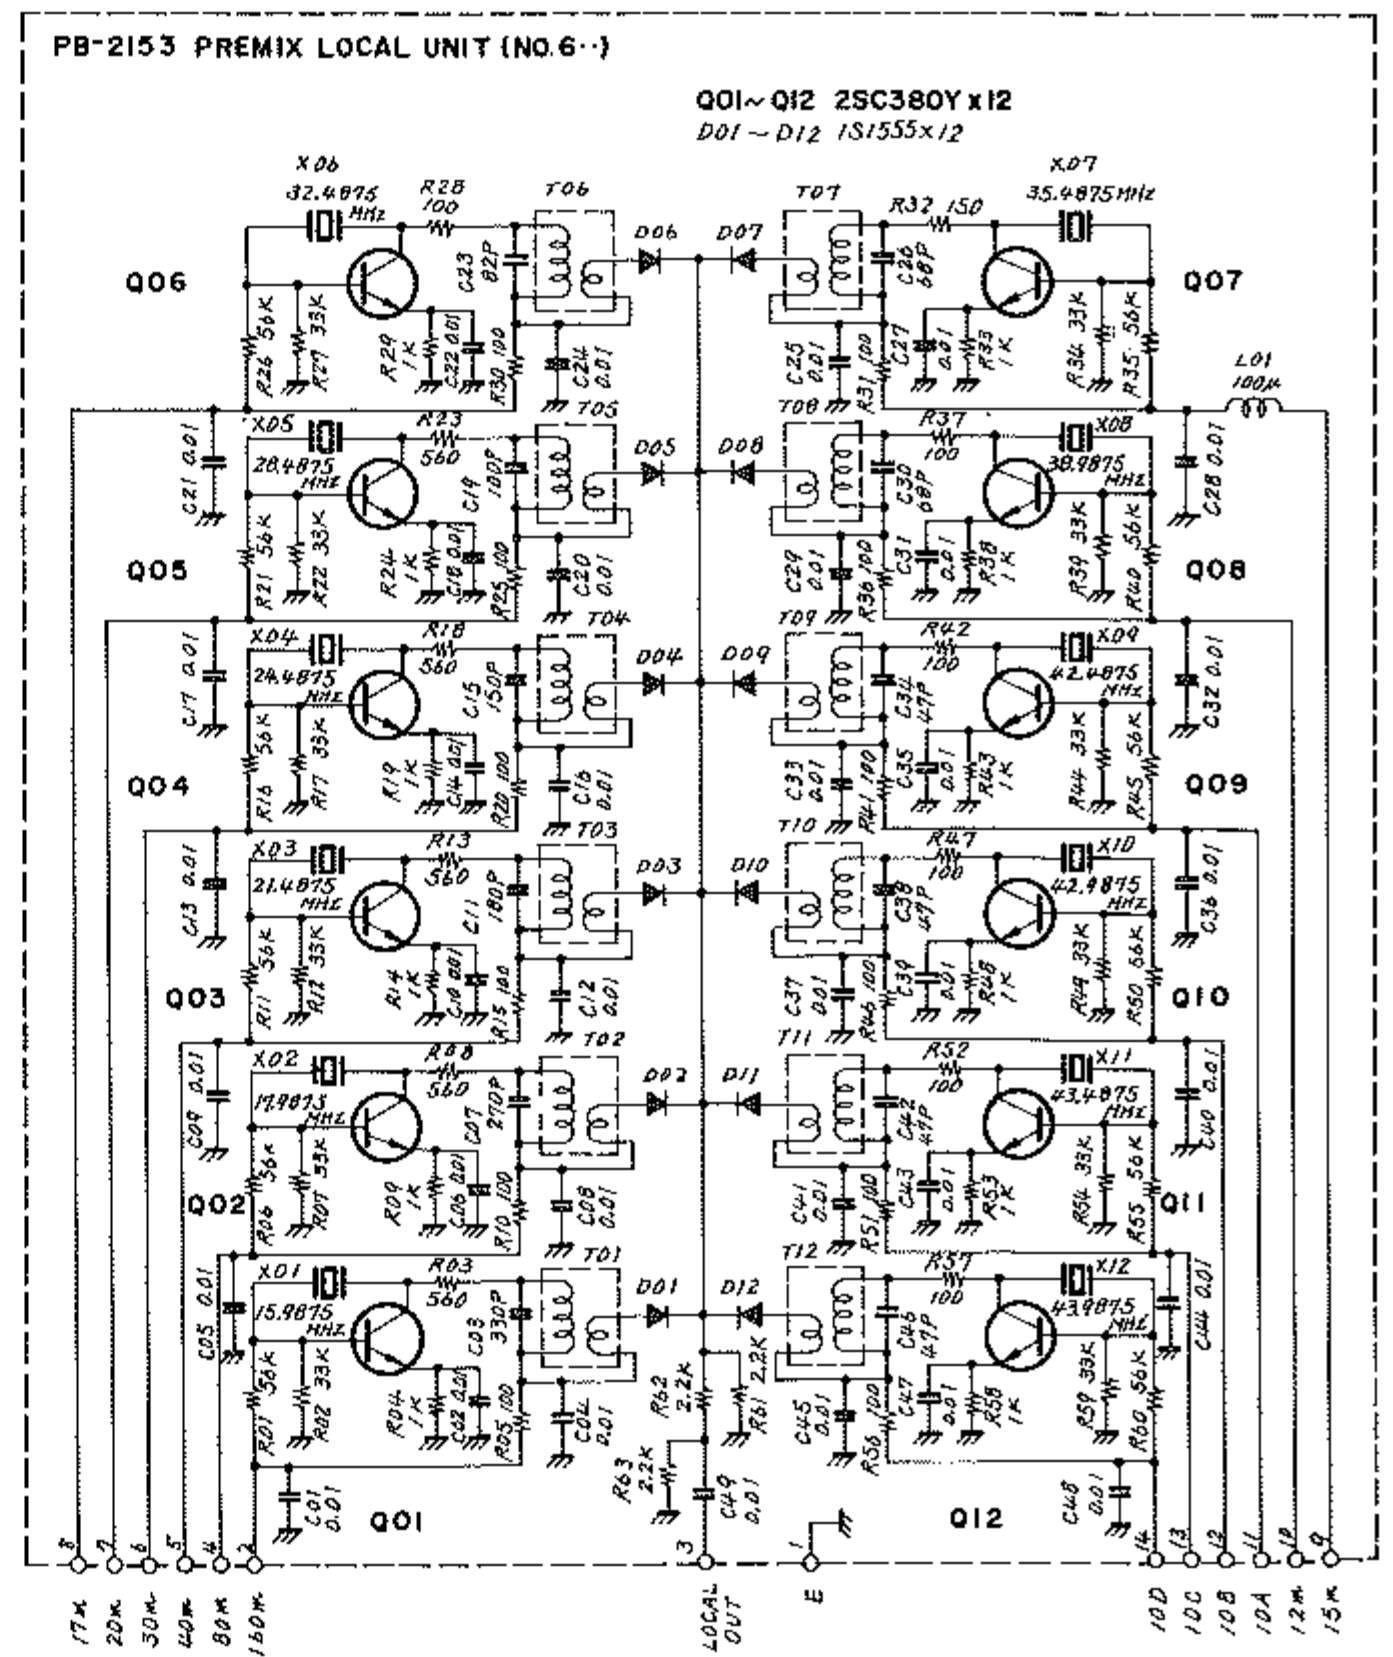 PB-2153 PREMIX LOCAL UNIT (NO.6··)
Q01~Q12 2SC380Y x 12
D01~D12 1S1555 x 12
X06
32.4875
MHz
R28
100
T06
C23
82P
D06
Q06
R26 56K
R27 33K
R29
1K
C22 0.01
R30 100
C24
0.01
T07
R32 150
X07
35.4875MHz
D07
C26
68P
Q07
C25
0.01
R31 100
C27
0.01
R33
1K
R34 33K
R35 56K
L01
100μ
C21 0.01
X05
28.4875
MHz
R23
560
T05
C19
100P
D05
Q05
R21 56K
R22 33K
R24
1K
C18 0.01
R25 100
C20
0.01
T08
R37
100
X08
38.9875
MHz
D08
C30
68P
C28 0.01
Q08
C29
0.01
R36 100
C31
0.01
R38
1K
R39 33K
R40 56K
C17 0.01
X04
24.4875
MHz
R18
560
T04
C15
150P
D04
Q04
R16 56K
R17 33K
R19
1K
C14 0.01
R20 100
C16
0.01
T09
R42
100
X09
42.4875
MHz
D09
C34
47P
C32 0.01
Q09
C33
0.01
R41 100
C35
0.01
R43
1K
R44 33K
R45 56K
C13 0.01
X03
21.4875
MHz
R13
560
T03
C11
180P
D03
Q03
R11 56K
R12 33K
R14
1K
C10 0.01
R15 100
C12
0.01
T10
R47
100
X10
42.9875
MHz
D10
C38
47P
C36 0.01
Q10
C37
0.01
R46 100
C39
0.01
R48
1K
R49 33K
R50 56K
C09 0.01
X02
17.9875
MHz
R08
560
T02
C07
270P
D02
Q02
R06 56K
R07 33K
R09
1K
C06 0.01
R10 100
C08
0.01
T11
R52
100
X11
43.4875
MHz
D11
C42
47P
C40 0.01
Q11
C41
0.01
R51 100
C43
0.01
R53
1K
R54 33K
R55 56K
C05 0.01
X01
15.9875
MHz
R03
560
T01
C03
330P
D01
Q01
R01 56K
R02 33K
R04
1K
C02 0.01
R05 100
C04
0.01
C01
0.01
T12
R57
100
X12
43.9875
MHz
D12
C46
47P
C44 0.01
Q12
R62
2.2K
R61 2.2K
R63
2.2K
C49
0.01
C45
0.01
R56 100
C47
0.01
R58
1K
R59 33K
R60 56K
C48
0.01
8 7 6 5 4 2 3 1 14 13 12 11 10 9
17m 20m 30m 40m 80m 160m LOCAL OUT E 10D 10C 10B 10A 12m 15m